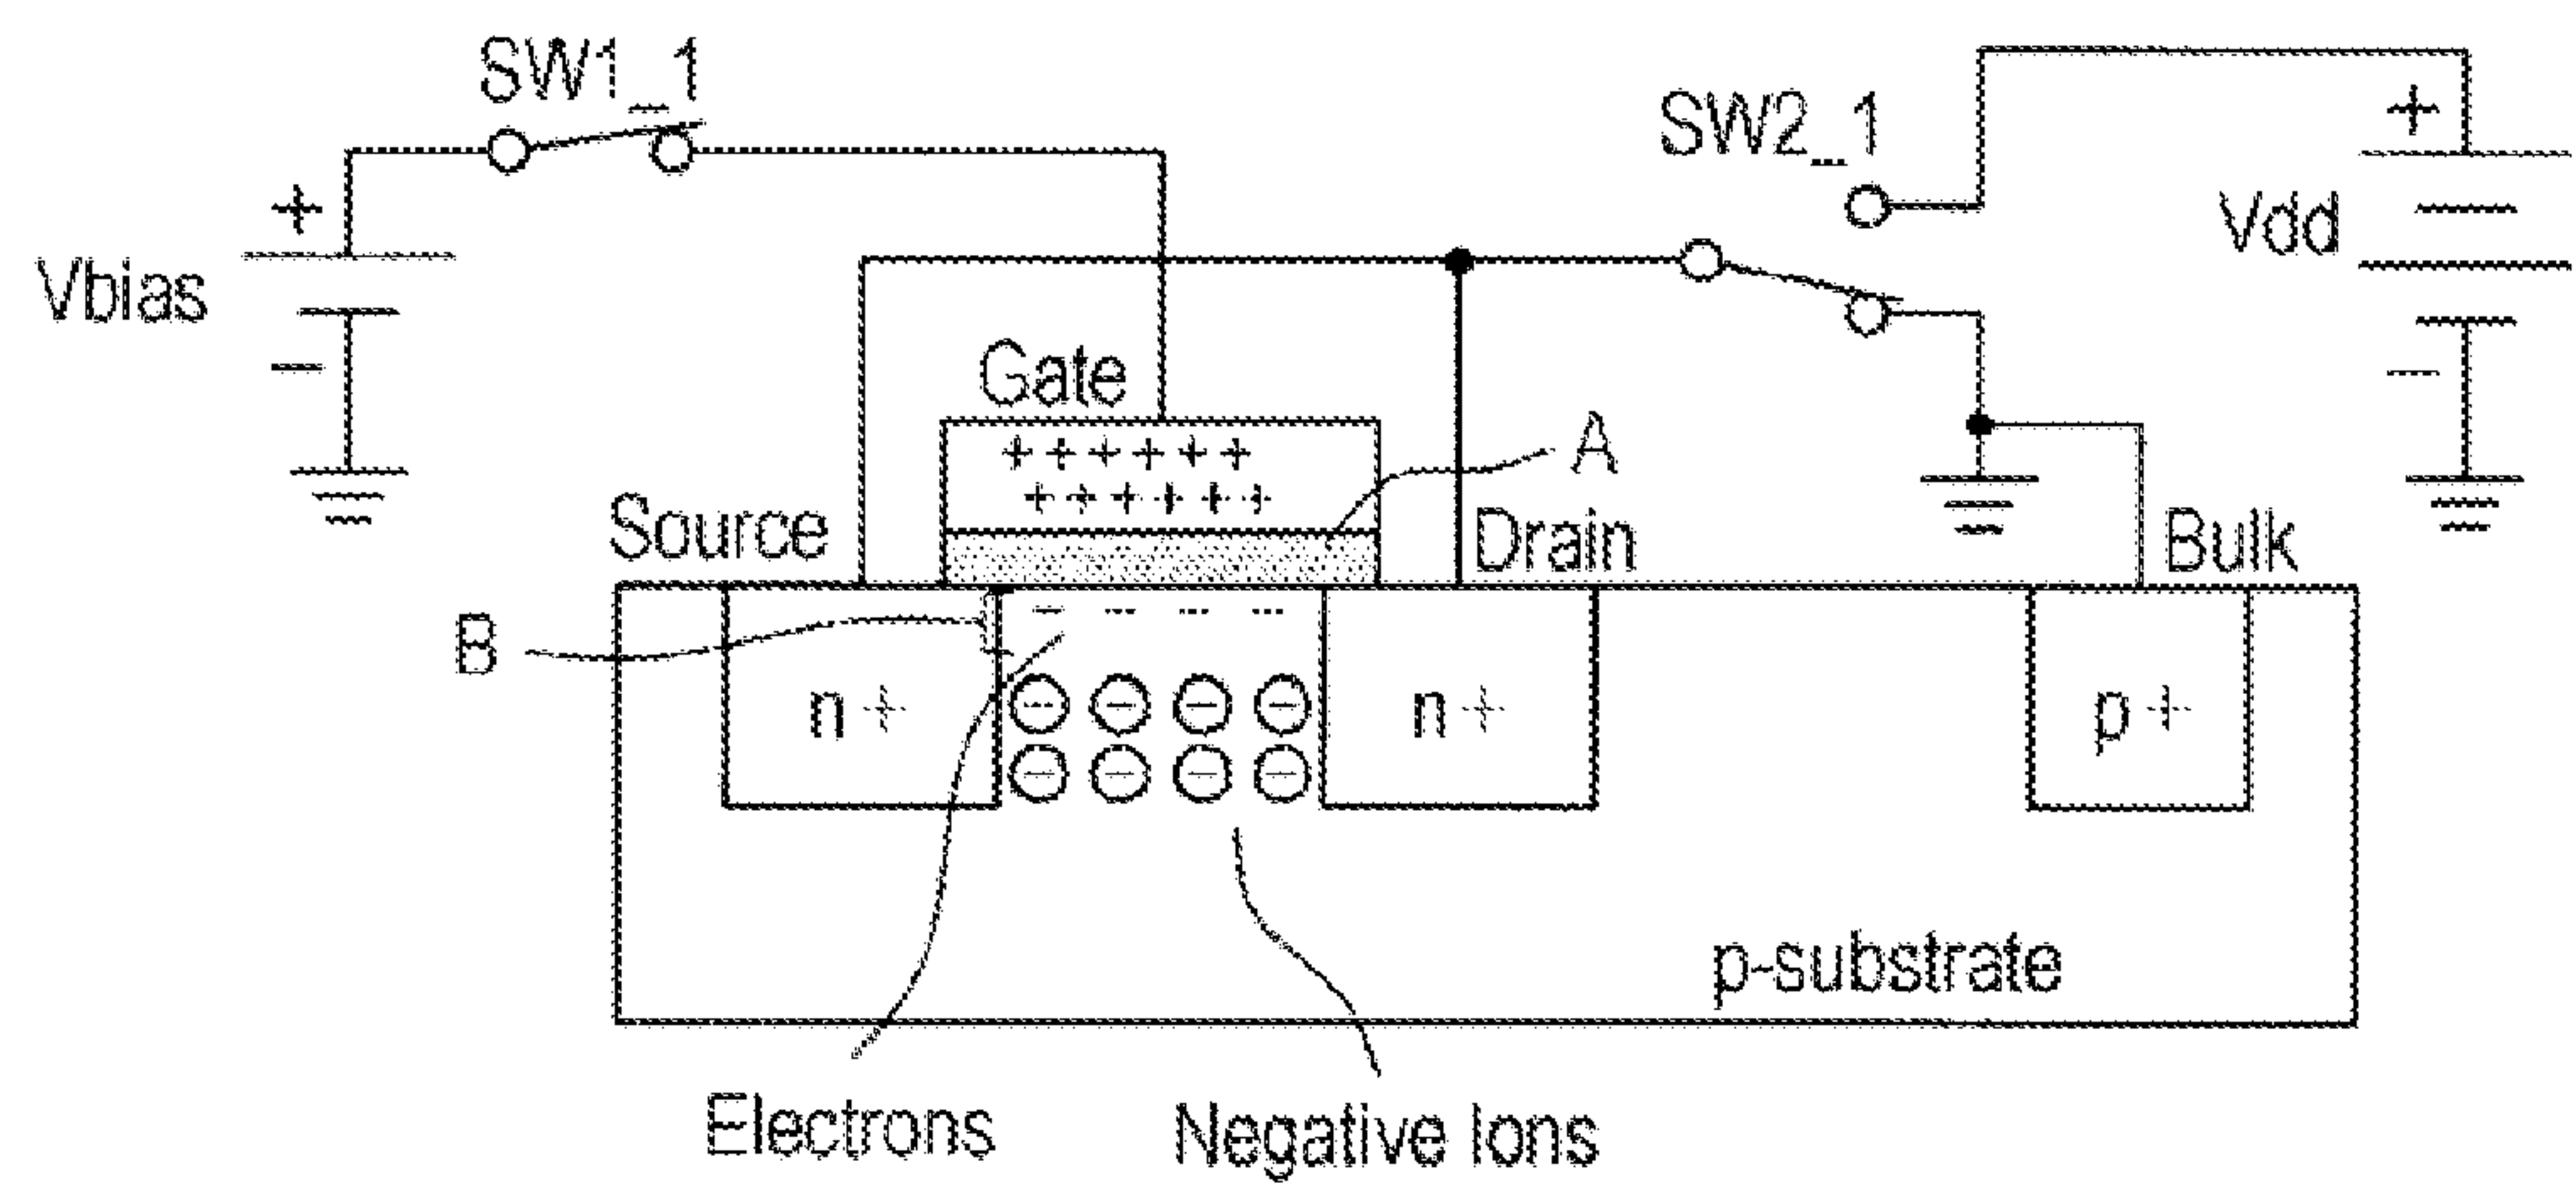 SW1_1
SW2_1
+
+
Vbias
Vdd
−
−
Gate
+ + + + + +
+ + + + + +
A
Source
Drain
Bulk
B
− − − −
n +
n +
p +
− − − −
− − − −
p-substrate
Electrons
Negative Ions